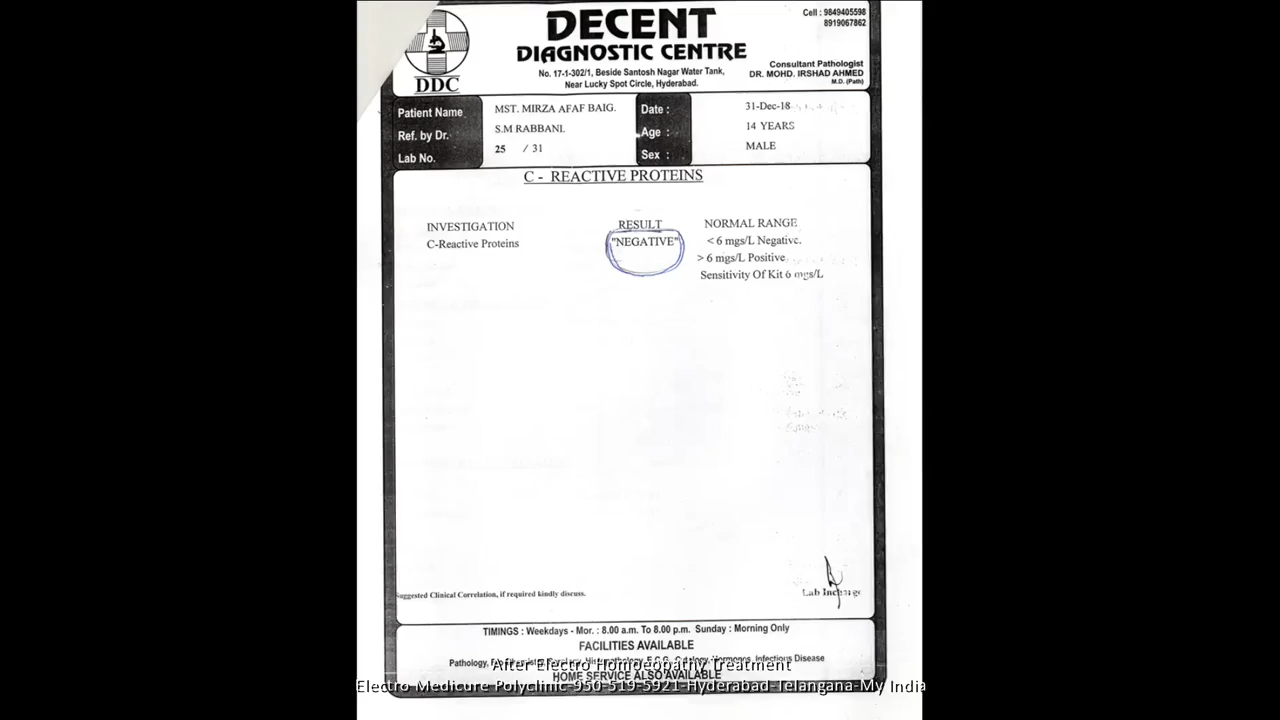 DECENT
DIAGNOSTIC CENTRE
No. 17-1-302/1, Beside Santosh Nagar Water Tank,
Near Lucky Spot Circle, Hyderabad.
Cell : 9849405598
8919067862
Consultant Pathologist
DR. MOHD. IRSHAD AHMED
M.D. (Path)
DDC
Patient Name MST. MIRZA AFAF BAIG. Date : 31-Dec-18
Ref. by Dr. S.M RABBANI. Age : 14 YEARS
Lab No. 25 / 31 Sex : MALE
C - REACTIVE PROTEINS
INVESTIGATION RESULT NORMAL RANGE
C-Reactive Proteins "NEGATIVE" < 6 mgs/L Negative.
> 6 mgs/L Positive
Sensitivity Of Kit 6 mgs/L
Suggested Clinical Correlation, if required kindly discuss.
Lab Incharge
TIMINGS : Weekdays - Mor. : 8.00 a.m. To 8.00 p.m. Sunday : Morning Only
FACILITIES AVAILABLE
Pathology, Hormones, Infectious Disease
After Electro Homoeopathy Treatment
HOME SERVICE ALSO AVAILABLE
Electro Medicure Polyclinic-950-519-5921-Hyderabad-Telangana-My India